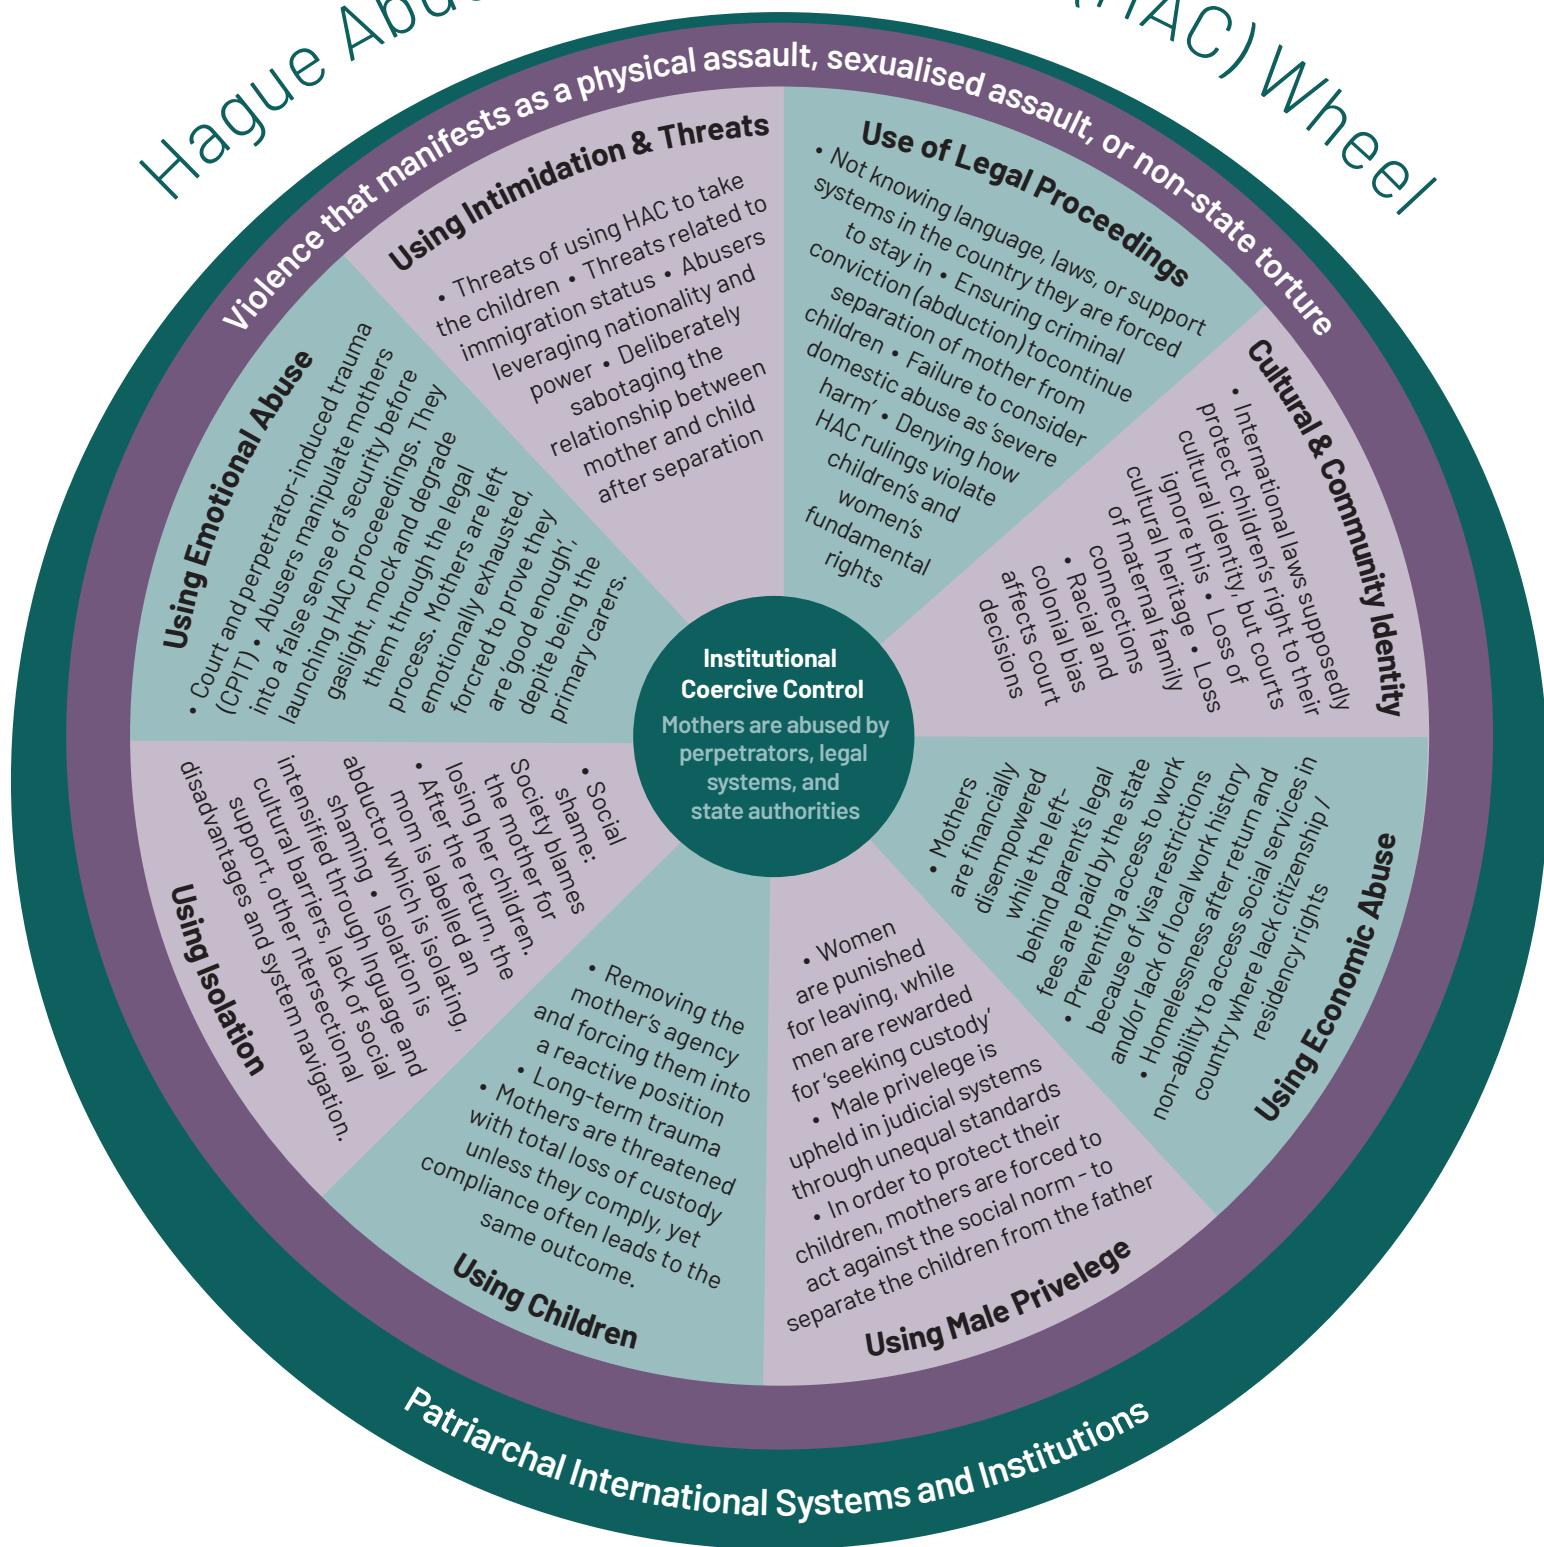 Hague
(HAC) Wheel
Violence that manifests as a physical assault, sexualised assault, or non-state torture
Using Intimidation & Threats
• Threats of using HAC to take
the children • Threats related to
immigration status • Abusers
leveraging nationality and
power • Deliberately
sabotaging the
relationship between
mother and child
after separation
Use of Legal Proceedings
• Not knowing language, laws, or support
systems in the country they are forced
to stay in • Ensuring criminal
conviction (abduction) tocontinue
separation of mother from
children • Failure to consider
domestic abuse as 'severe
harm' • Denying how
HAC rulings violate
children's and
women's
fundamental
rights
Cultural & Community Identity
• International laws supposedly
protect children's right to their
cultural identity, but courts
ignore this • Loss of
cultural heritage • Loss
of maternal family
connections
• Racial and
colonial bias
affects court
decisions
Using Economic Abuse
• Mothers
are financially
disempowered
while the left-
behind parent's legal
fees are paid by the state
• Preventing access to work
because of visa restrictions
and/or lack of local work history
• Homelessness after return and
non-ability to access social services in
country where lack citizenship /
residency rights
Using Male Privelege
• Women
are punished
for leaving, while
men are rewarded
for 'seeking custody'
• Male privelege is
upheld in judicial systems
through unequal standards
• In order to protect their
children, mothers are forced to
act against the social norm - to
separate the children from the father
Using Children
• Removing the
mother's agency
and forcing them into
a reactive position
• Long-term trauma
• Mothers are threatened
with total loss of custody
unless they comply, yet
compliance often leads to the
same outcome.
Using Isolation
• Social
shame:
Society blames
the mother for
losing her children.
• After the return, the
mom is labelled an
abductor which is isolating,
shaming • Isolation is
intensified through lnguage and
cultural barriers, lack of social
support, other ntersectional
disadvantages and system navigation.
Using Emotional Abuse
• Court and perpetrator-induced trauma
(CPIT) • Abusers manipulate mothers
into a false sense of security before
launching HAC proceeedings. They
gaslight, mock and degrade
them through the legal
process. Mothers are left
emotionally exhausted,
forcred to prove they
are 'good enough',
depite being the
primary carers.
Institutional
Coercive Control
Mothers are abused by
perpetrators, legal
systems, and
state authorities
Patriarchal International Systems and Institutions